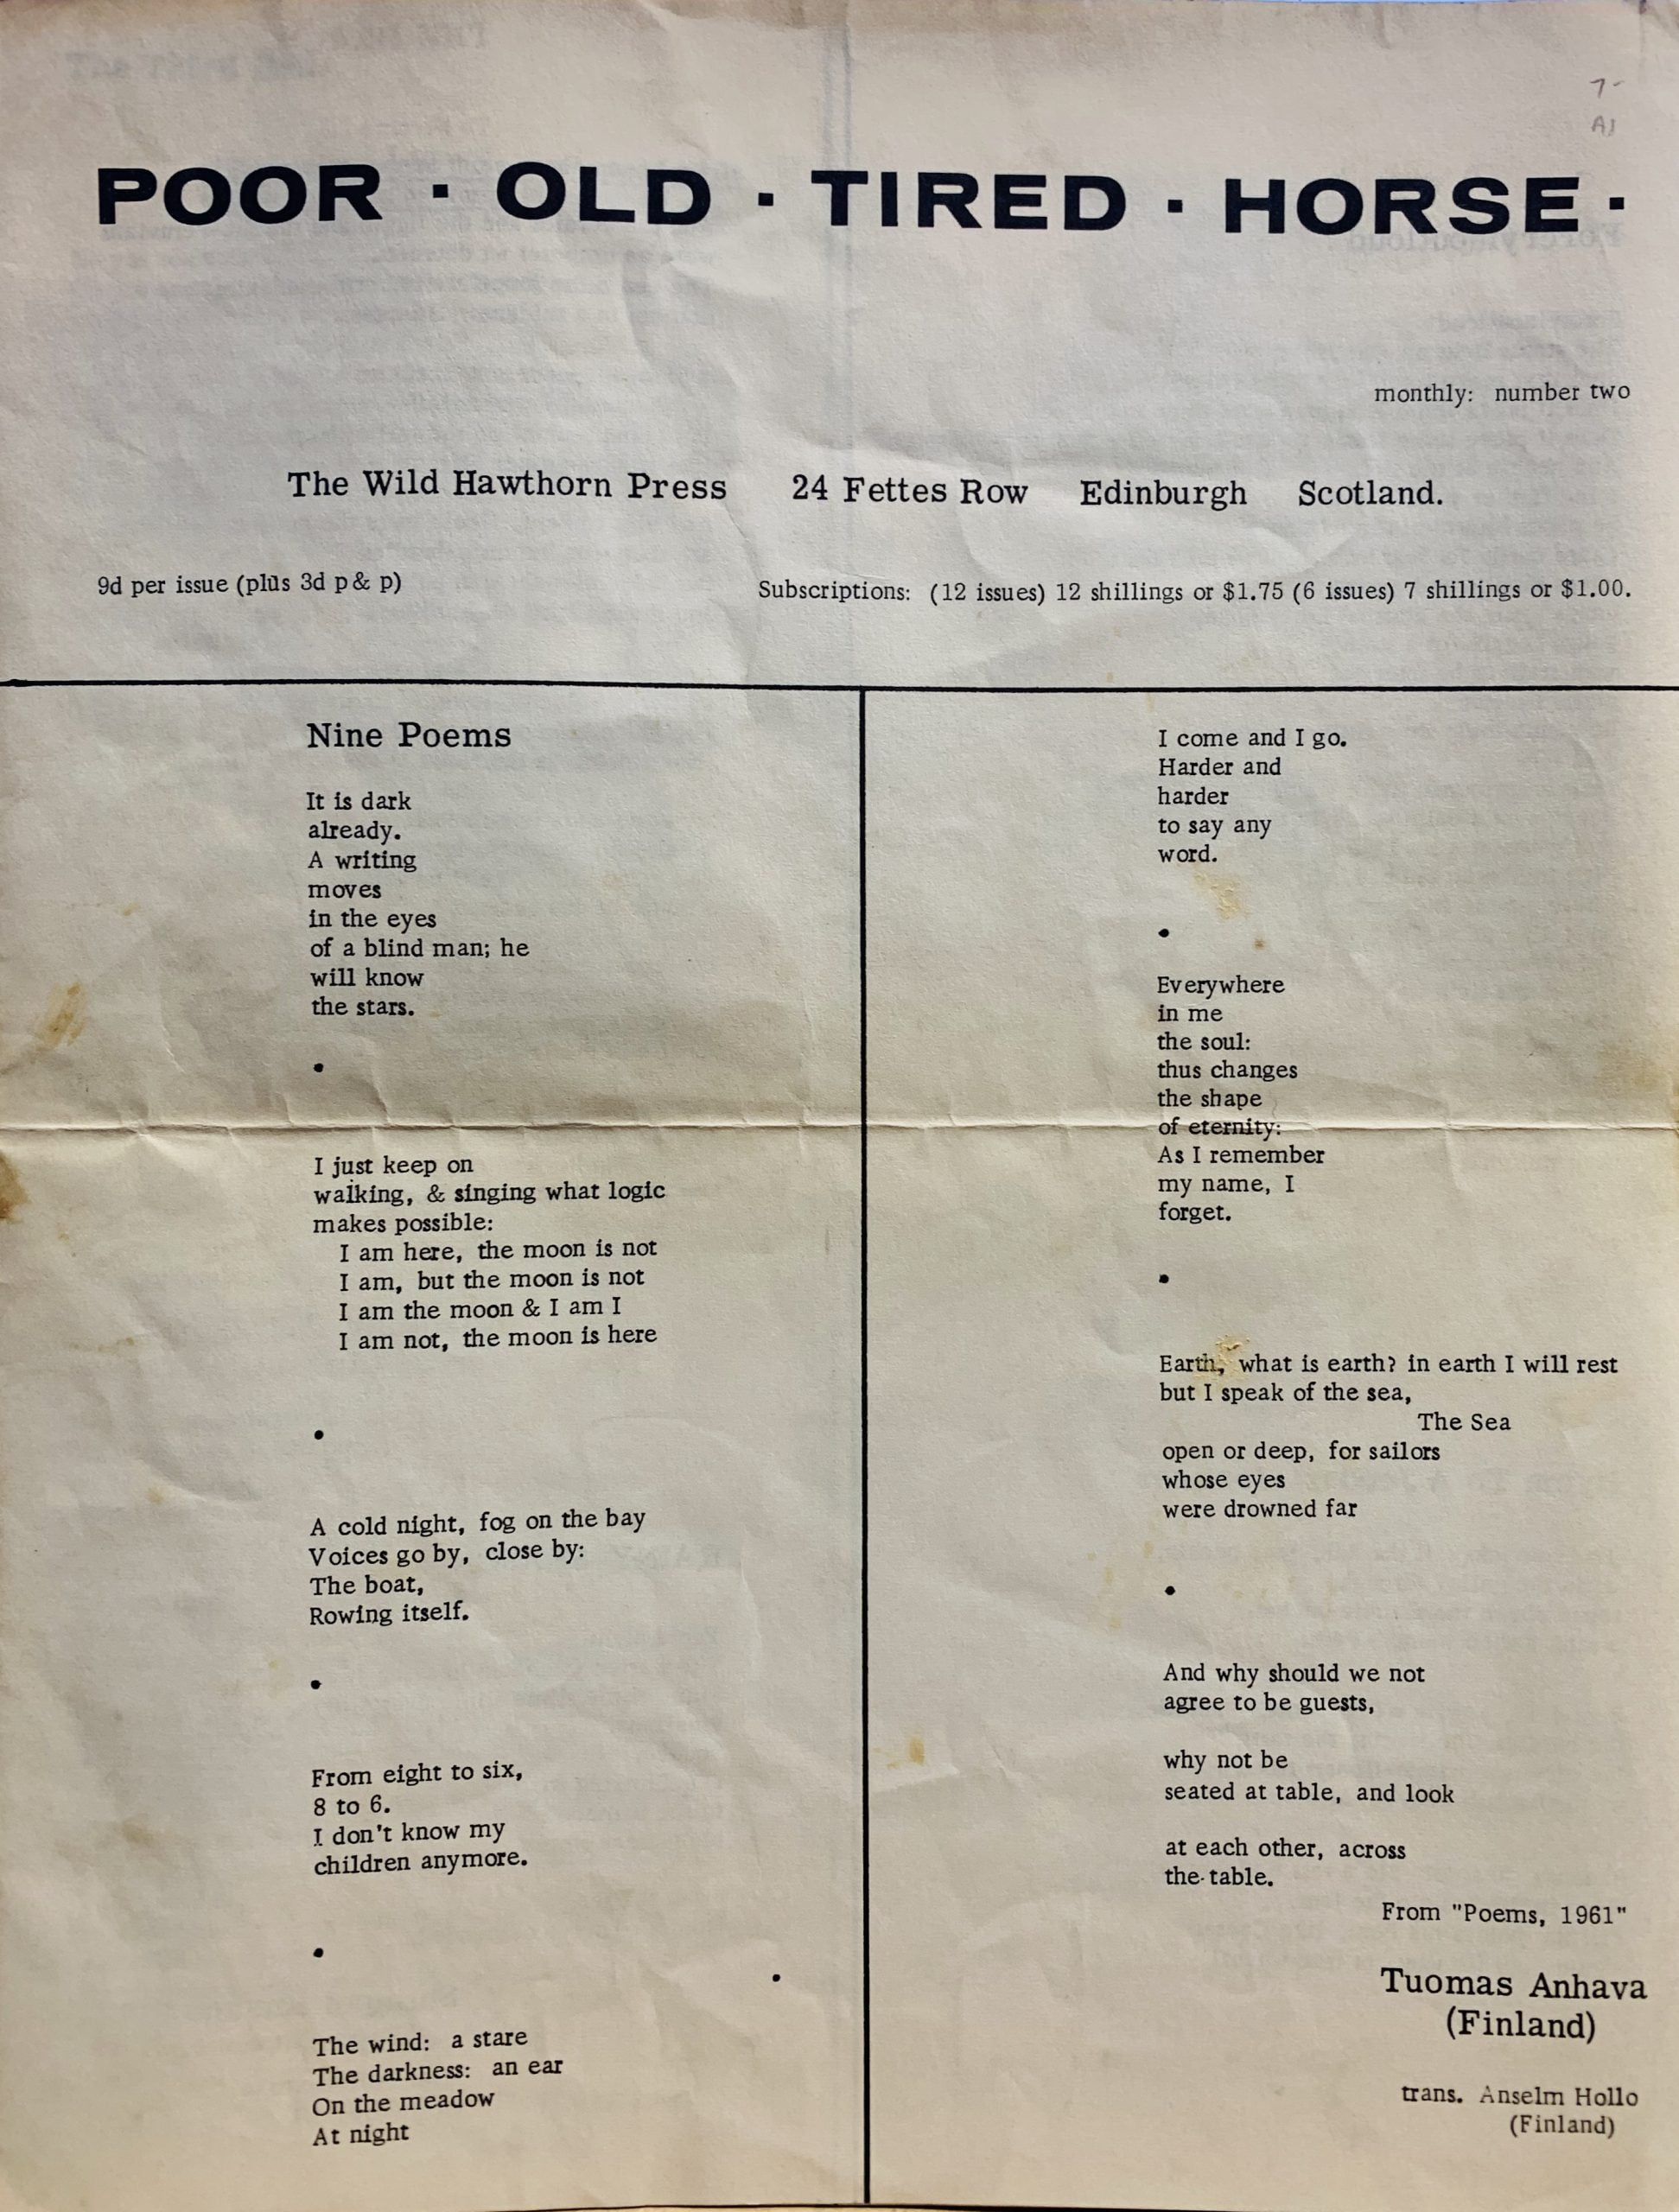 7-
POOR · OLD · TIRED · HORSE ·
monthly: number two
The Wild Hawthorn Press 24 Fettes Row Edinburgh Scotland.
9d per issue (plus 3d p & p) Subscriptions: (12 issues) 12 shillings or $1.75 (6 issues) 7 shillings or $1.00.
Nine Poems
It is dark
already.
A writing
moves
in the eyes
of a blind man; he
will know
the stars.
•
I just keep on
walking, & singing what logic
makes possible:
I am here, the moon is not
I am, but the moon is not
I am the moon & I am I
I am not, the moon is here
•
A cold night, fog on the bay
Voices go by, close by:
The boat,
Rowing itself.
•
From eight to six,
8 to 6.
I don't know my
children anymore.
•
The wind: a stare
The darkness: an ear
On the meadow
At night
I come and I go.
Harder and
harder
to say any
word.
•
Everywhere
in me
the soul:
thus changes
the shape
of eternity:
As I remember
my name, I
forget.
•
Earth, what is earth? in earth I will rest
but I speak of the sea,
The Sea
open or deep, for sailors
whose eyes
were drowned far
•
And why should we not
agree to be guests,
why not be
seated at table, and look
at each other, across
the table.
From "Poems, 1961"
Tuomas Anhava
(Finland)
trans. Anselm Hollo
(Finland)